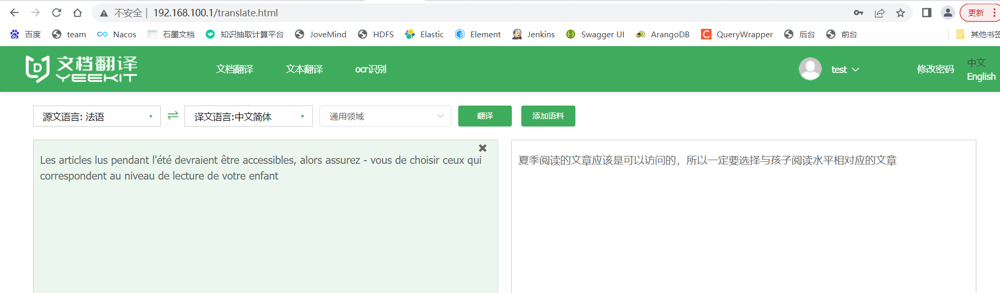 不安全 | 192.168.100.1/translate.html 更新
百度 team Nacos 石墨文档 知识抽取计算平台 JoveMind HDFS Elastic Element Jenkins Swagger UI ArangoDB QueryWrapper 后台 前台 其他书签
文档翻译
YEEKIT
文档翻译 文本翻译 ocr识别 test 修改密码 中文
English
源文语言: 法语 译文语言:中文简体 通用领域 翻译 添加语料
Les articles lus pendant l'été devraient être accessibles, alors assurez - vous de choisir ceux qui
correspondent au niveau de lecture de votre enfant
夏季阅读的文章应该是可以访问的，所以一定要选择与孩子阅读水平相对应的文章